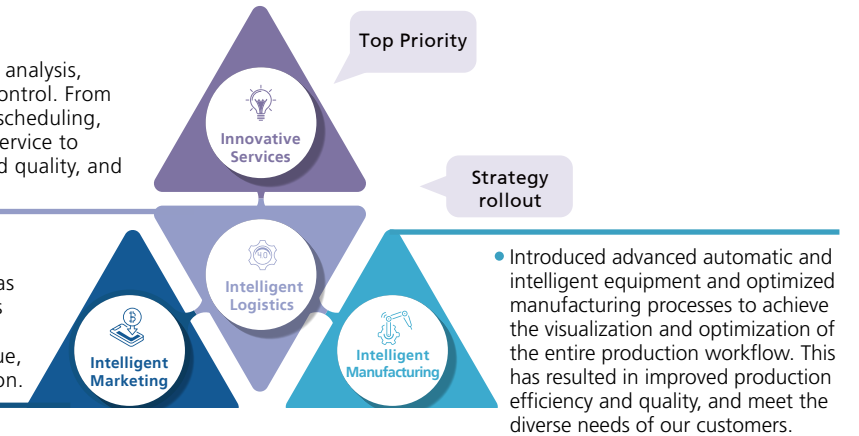 analysis,
ontrol. From
scheduling,
ervice to
d quality, and
as
s
ue,
on.
Top Priority
Innovative
Services
Strategy
rollout
4.0
Intelligent
Logistics
Intelligent
Marketing
Intelligent
Manufacturing
• Introduced advanced automatic and
intelligent equipment and optimized
manufacturing processes to achieve
the visualization and optimization of
the entire production workflow. This
has resulted in improved production
efficiency and quality, and meet the
diverse needs of our customers.